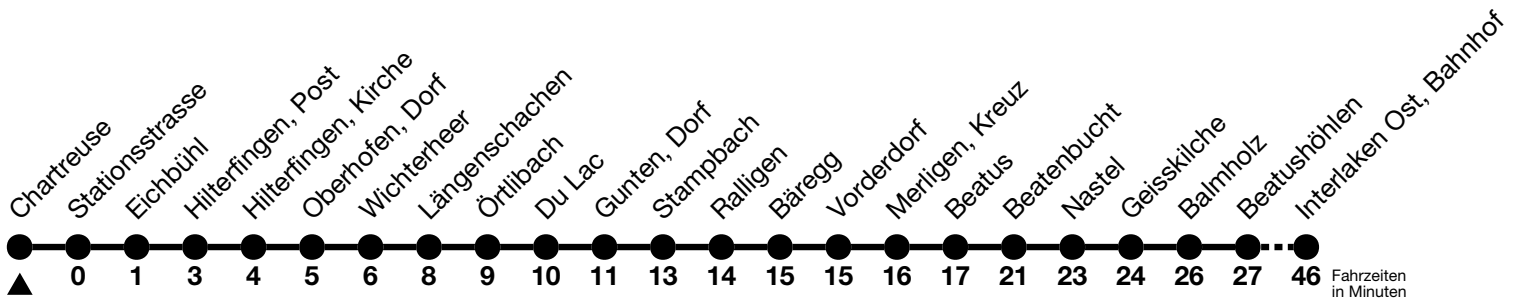 Chartreuse
Stationsstrasse
Eichbühl
Hilterfingen, Post
Hilterfingen, Kirche
Oberhofen, Dorf
Wichterheer
Längenschachen
Örtlibach
Du Lac
Gunten, Dorf
Stampbach
Ralligen
Bäregg
Vorderdorf
Merligen, Kreuz
Beatus
Beatenbucht
Nastel
Geisskilche
Balmholz
Beatushöhlen
Interlaken Ost, Bahnhof
0 1 3 4 5 6 8 9 10 11 13 14 15 15 16 17 21 23 24 26 27 46
Fahrzeiten
in Minuten